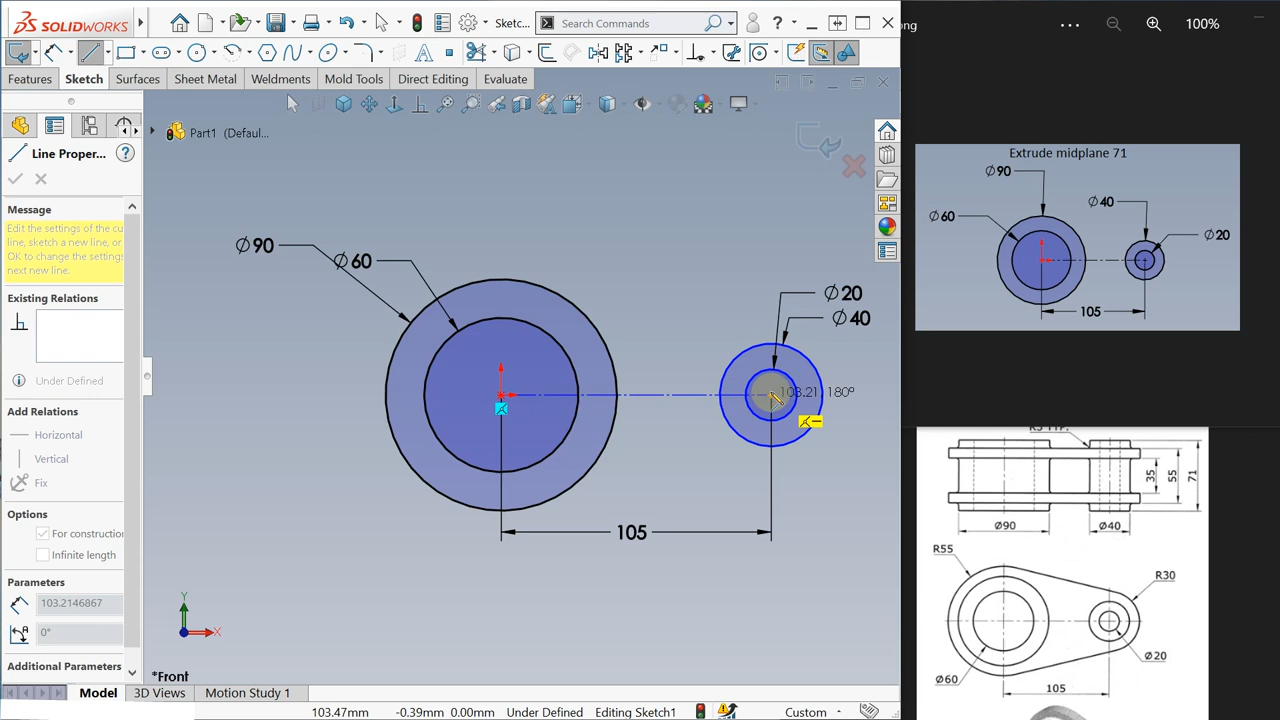 SOLIDWORKS
Sketc...
Search Commands
ong
100%
Features
Sketch
Surfaces
Sheet Metal
Weldments
Mold Tools
Direct Editing
Evaluate
Part1 (Defaul...
Line Proper...
Message
Edit the settings of the cu
line, sketch a new line, or
OK to change the settings
next new line.
Existing Relations
Under Defined
Add Relations
Horizontal
Vertical
Fix
Options
For constructio
Infinite length
Parameters
103.2146867
0°
Additional Parameters
Ø90
Ø60
Ø20
Ø40
103.21, 180°
105
Y
X
*Front
Model
3D Views
Motion Study 1
103.47mm
-0.39mm
0.00mm
Under Defined
Editing Sketch1
Custom
Extrude midplane 71
Ø90
Ø60
Ø40
Ø20
105
R5 TYP.
35
55
71
Ø90
Ø40
R55
R30
Ø20
Ø60
105